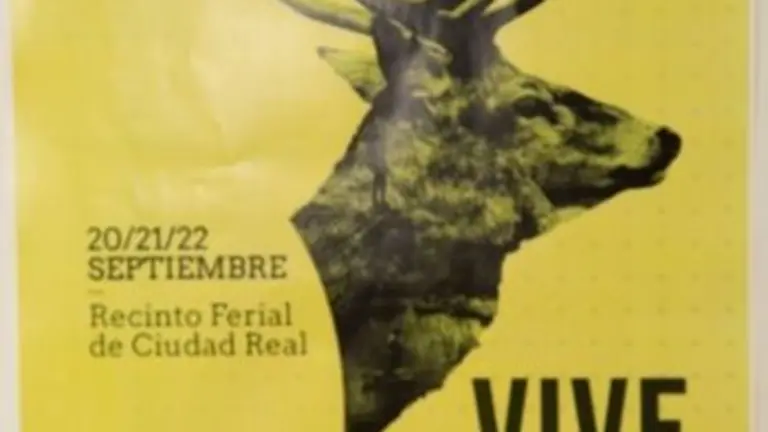 20/21/22
SEPTIEMBRE
Recinto Ferial
de Ciudad Real
VIVE